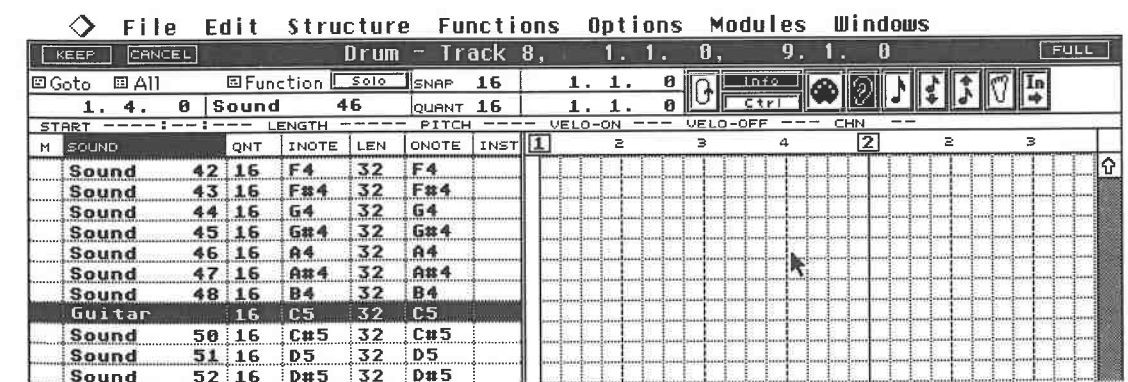 File Edit Structure Functions Options Modules Windows
KEEP CANCEL Drum - Track 8, 1. 1. 0, 9. 1. 0 FULL
Goto All Function Solo SNAP 16 1. 1. 0 Info In
1. 4. 0 Sound 46 QUANT 16 1. 1. 0 Ctrl
START ----:--:--- LENGTH ----- PITCH ---- VELO-ON --- VELO-OFF --- CHN --
M SOUND QNT INOTE LEN ONOTE INST 1 2 3 4 2 2 3
Sound 42 16 F4 32 F4
Sound 43 16 F#4 32 F#4
Sound 44 16 G4 32 G4
Sound 45 16 G#4 32 G#4
Sound 46 16 A4 32 A4
Sound 47 16 A#4 32 A#4
Sound 48 16 B4 32 B4
Guitar 16 C5 32 C5
Sound 50 16 C#5 32 C#5
Sound 51 16 D5 32 D5
Sound 52 16 D#5 32 D#5